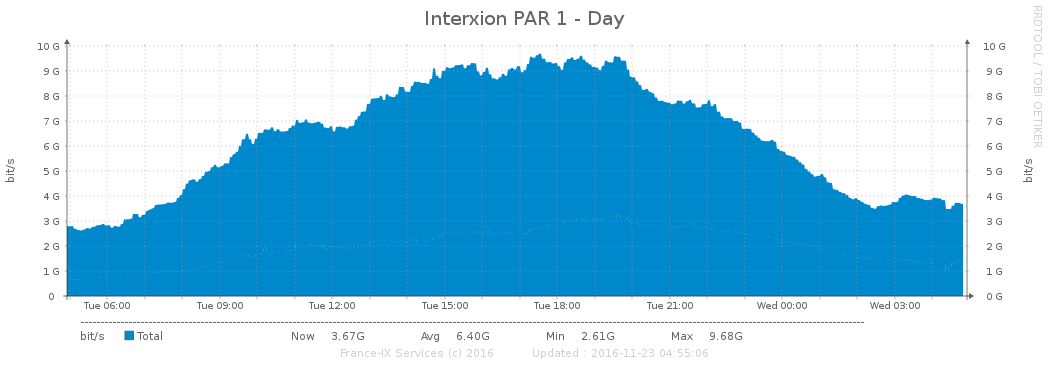 Interxion PAR 1 - Day
RRDTOOL / TOBI OETIKER
10 G 10 G
9 G 9 G
8 G 8 G
7 G 7 G
6 G 6 G
5 G 5 G
4 G 4 G
3 G 3 G
2 G 2 G
1 G 1 G
0 0 G
bit/s
bit/s
Tue 06:00 Tue 09:00 Tue 12:00 Tue 15:00 Tue 18:00 Tue 21:00 Wed 00:00 Wed 03:00
bit/s Total Now 3.67G Avg 6.40G Min 2.61G Max 9.68G
France-IX Services (c) 2016 Updated : 2016-11-23 04:55:06